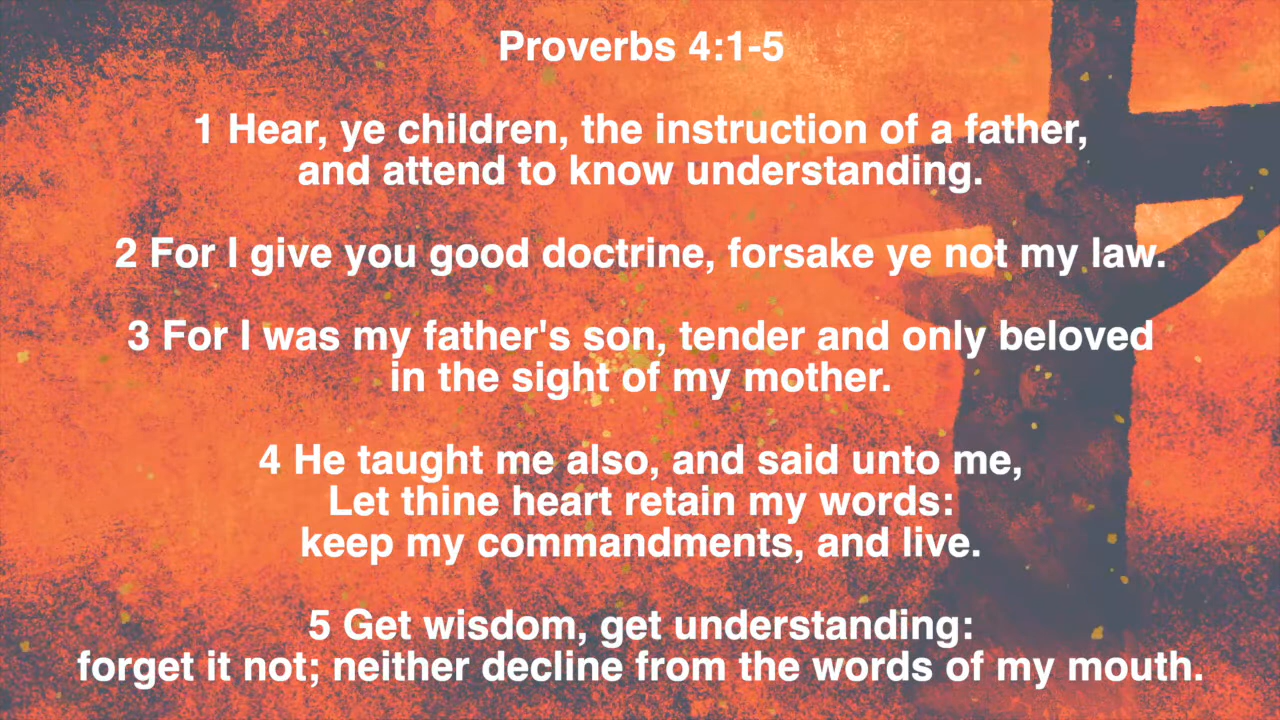 Proverbs 4:1-5
1 Hear, ye children, the instruction of a father,
and attend to know understanding.
2 For I give you good doctrine, forsake ye not my law.
3 For I was my father's son, tender and only beloved
in the sight of my mother.
4 He taught me also, and said unto me,
Let thine heart retain my words:
keep my commandments, and live.
5 Get wisdom, get understanding:
forget it not; neither decline from the words of my mouth.